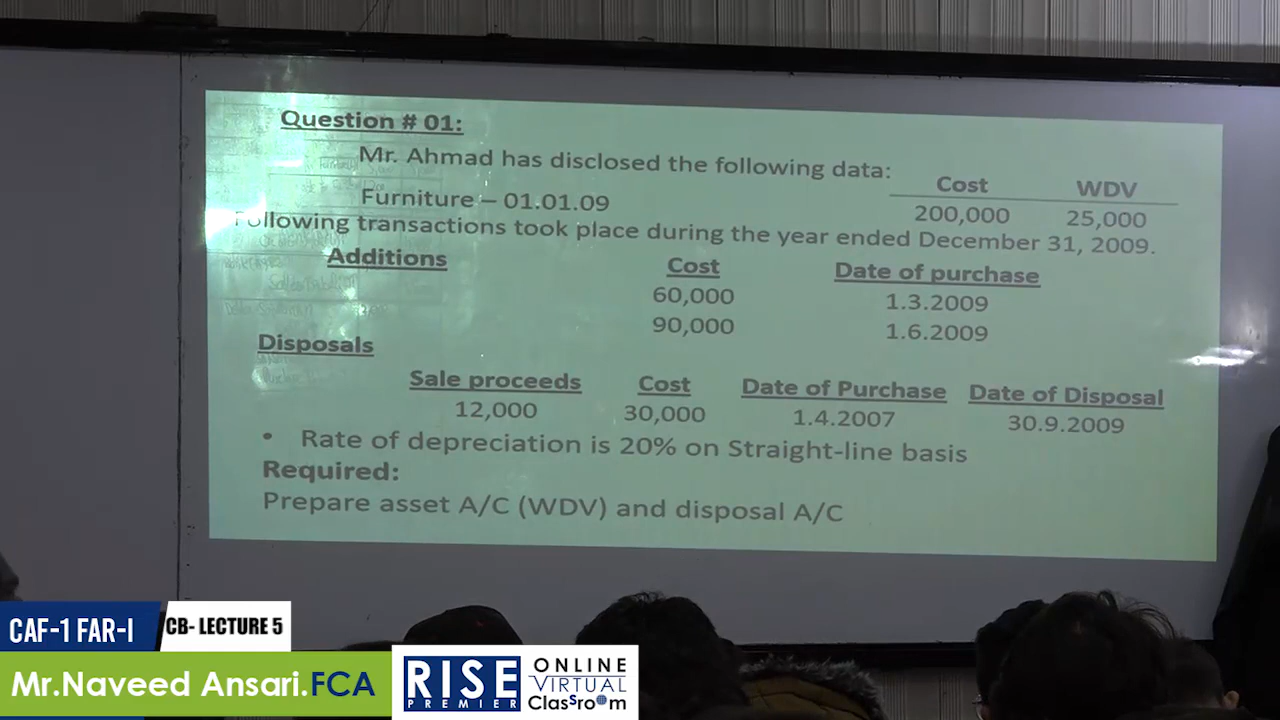 Question # 01:
Mr. Ahmad has disclosed the following data:
Cost WDV
Furniture – 01.01.09 200,000 25,000
Following transactions took place during the year ended December 31, 2009.
Additions Cost Date of purchase
60,000 1.3.2009
90,000 1.6.2009
Disposals
Sale proceeds Cost Date of Purchase Date of Disposal
12,000 30,000 1.4.2007 30.9.2009
• Rate of depreciation is 20% on Straight-line basis
Required:
Prepare asset A/C (WDV) and disposal A/C
CAF-1 FAR-I CB- LECTURE 5
Mr.Naveed Ansari.FCA
RISE
PREMIER
ONLINE
VIRTUAL
ClasSroom